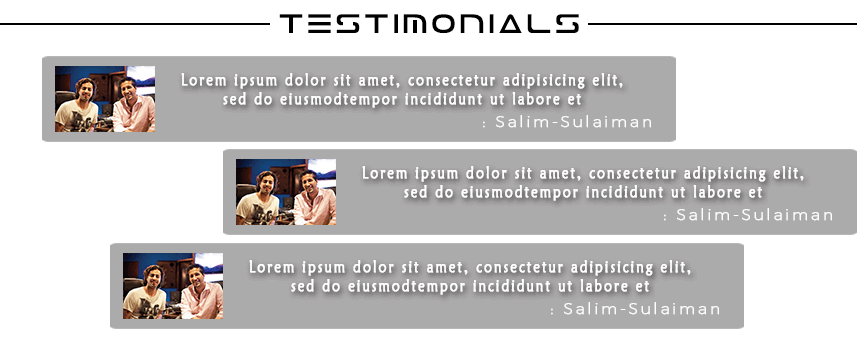 TESTIMONIALS
Lorem ipsum dolor sit amet, consectetur adipisicing elit,
sed do eiusmodtempor incididunt ut labore et
: Salim-Sulaiman
Lorem ipsum dolor sit amet, consectetur adipisicing elit,
sed do eiusmodtempor incididunt ut labore et
: Salim-Sulaiman
Lorem ipsum dolor sit amet, consectetur adipisicing elit,
sed do eiusmodtempor incididunt ut labore et
: Salim-Sulaiman